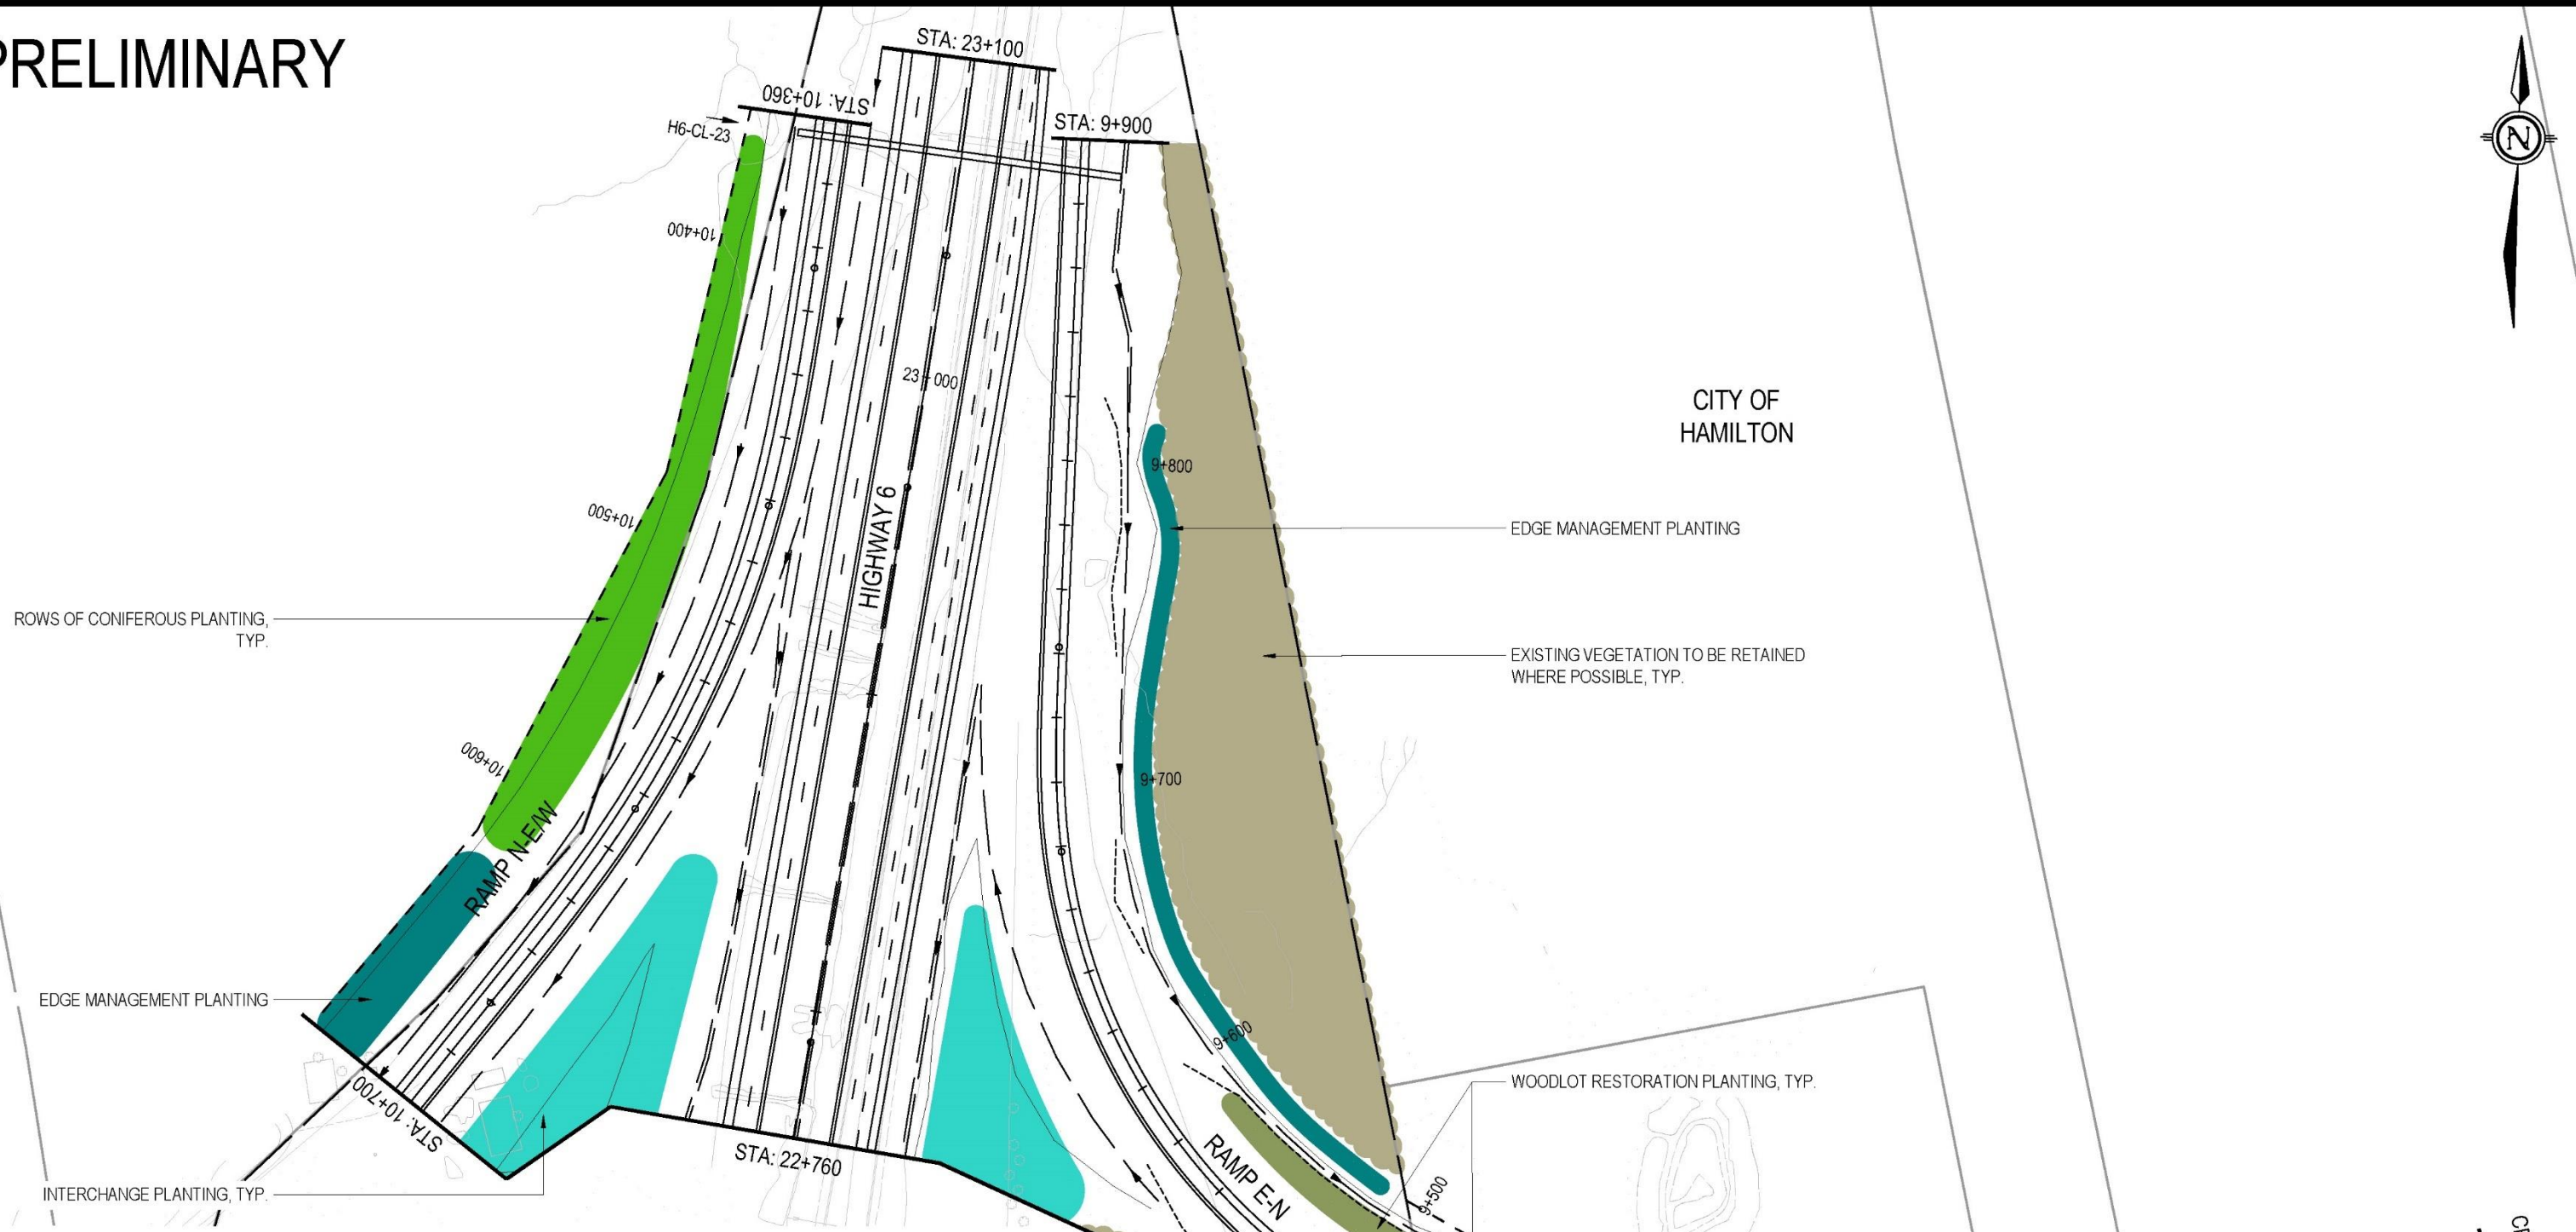 PRELIMINARY
STA: 23+100
STA: 10+360
STA: 9+900
H6-CL-23
10+400
23+000
CITY OF
HAMILTON
9+800
10+500
HIGHWAY 6
EDGE MANAGEMENT PLANTING
ROWS OF CONIFEROUS PLANTING,
TYP.
EXISTING VEGETATION TO BE RETAINED
WHERE POSSIBLE, TYP.
10+600
9+700
RAMP N-E/W
EDGE MANAGEMENT PLANTING
9+600
WOODLOT RESTORATION PLANTING, TYP.
STA: 10+700
STA: 22+760
RAMP E-N
9+500
INTERCHANGE PLANTING, TYP.
N